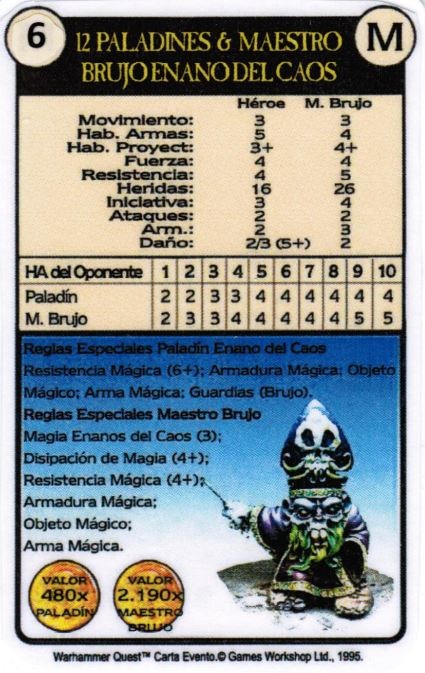 6
12 PALADINES & MAESTRO
BRUJO ENANO DEL CAOS
M
Héroe M. Brujo
Movimiento: 3 3
Hab. Armas: 5 4
Hab. Proyect: 3+ 4+
Fuerza: 4 4
Resistencia: 4 5
Heridas: 16 26
Iniciativa: 3 4
Ataques: 2 2
Arm.: 2 3
Daño: 2/3 (5+) 2
HA del Oponente 1 2 3 4 5 6 7 8 9 10
Paladín 2 2 3 3 4 4 4 4 4 4
M. Brujo 2 3 3 4 4 4 4 4 5 5
Reglas Especiales Paladín Enano del Caos
Resistencia Mágica (6+); Armadura Mágica; Objeto
Mágico; Arma Mágica; Guardias (Brujo).
Reglas Especiales Maestro Brujo
Magia Enanos del Caos (3);
Disipación de Magia (4+);
Resistencia Mágica (4+);
Armadura Mágica;
Objeto Mágico;
Arma Mágica.
VALOR
480x
PALADÍN
VALOR
2.190x
MAESTRO
BRUJO
Warhammer Quest™ Carta Evento.© Games Workshop Ltd., 1995.